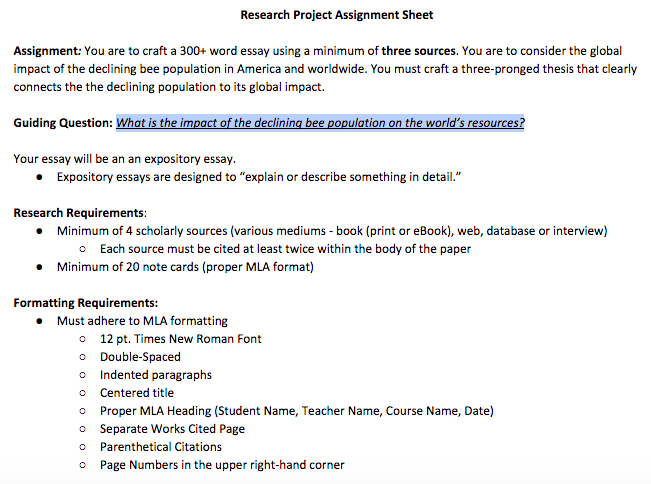 Research Project Assignment Sheet
Assignment: You are to craft a 300+ word essay using a minimum of three sources. You are to consider the global
impact of the declining bee population in America and worldwide. You must craft a three-pronged thesis that clearly
connects the the declining population to its global impact.
Guiding Question: What is the impact of the declining bee population on the world's resources?
Your essay will be an an expository essay.
● Expository essays are designed to "explain or describe something in detail."
Research Requirements:
● Minimum of 4 scholarly sources (various mediums - book (print or eBook), web, database or interview)
○ Each source must be cited at least twice within the body of the paper
● Minimum of 20 note cards (proper MLA format)
Formatting Requirements:
● Must adhere to MLA formatting
○ 12 pt. Times New Roman Font
○ Double-Spaced
○ Indented paragraphs
○ Centered title
○ Proper MLA Heading (Student Name, Teacher Name, Course Name, Date)
○ Separate Works Cited Page
○ Parenthetical Citations
○ Page Numbers in the upper right-hand corner